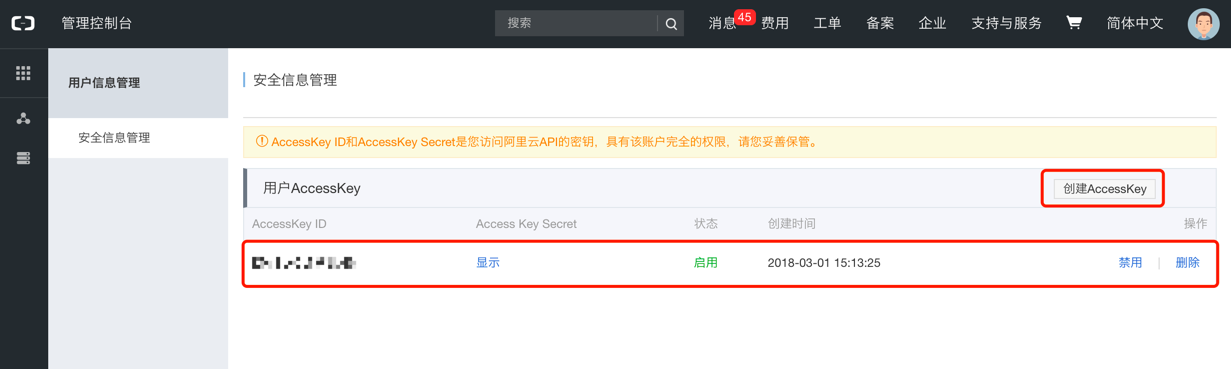 管理控制台
搜索
消息 45 费用 工单 备案 企业 支持与服务 简体中文
用户信息管理
安全信息管理
安全信息管理
AccessKey ID和AccessKey Secret是您访问阿里云API的密钥，具有该账户完全的权限，请您妥善保管。
用户AccessKey
创建AccessKey
AccessKey ID Access Key Secret 状态 创建时间 操作
显示 启用 2018-03-01 15:13:25 禁用 | 删除